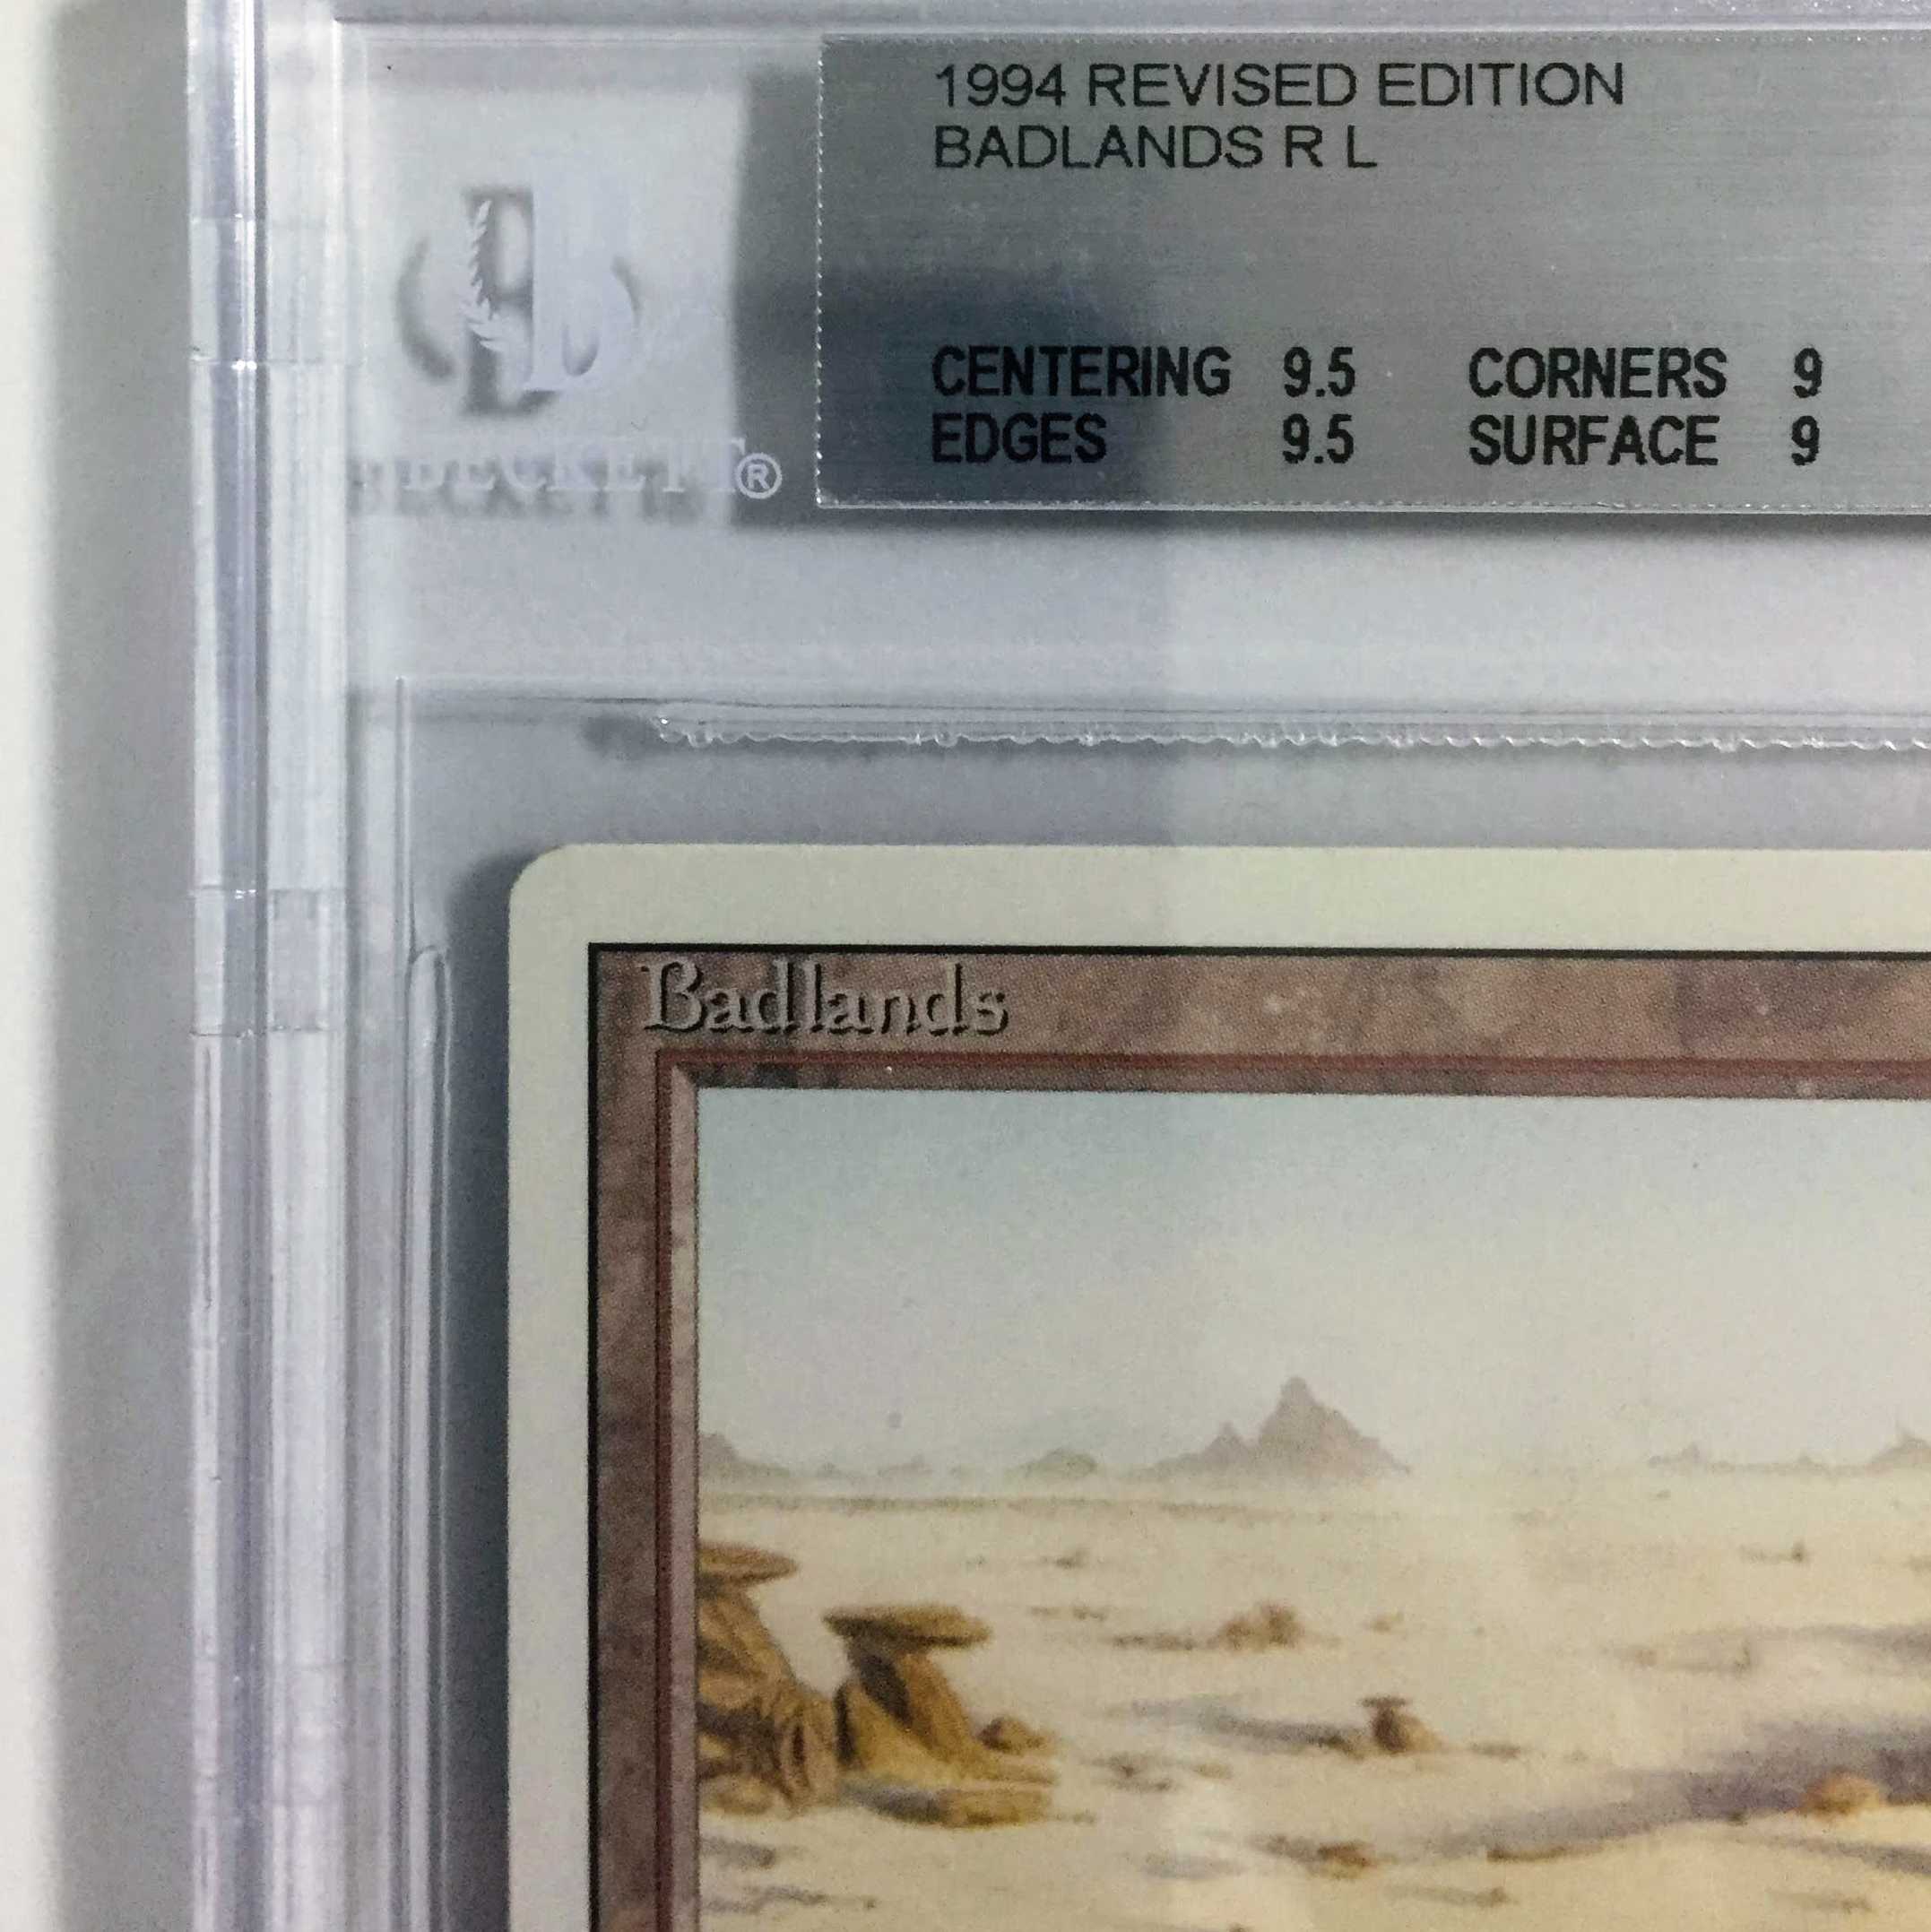 1994 REVISED EDITION
BADLANDS R L
CENTERING 9.5 CORNERS 9
EDGES 9.5 SURFACE 9
BECKETT®
Badlands